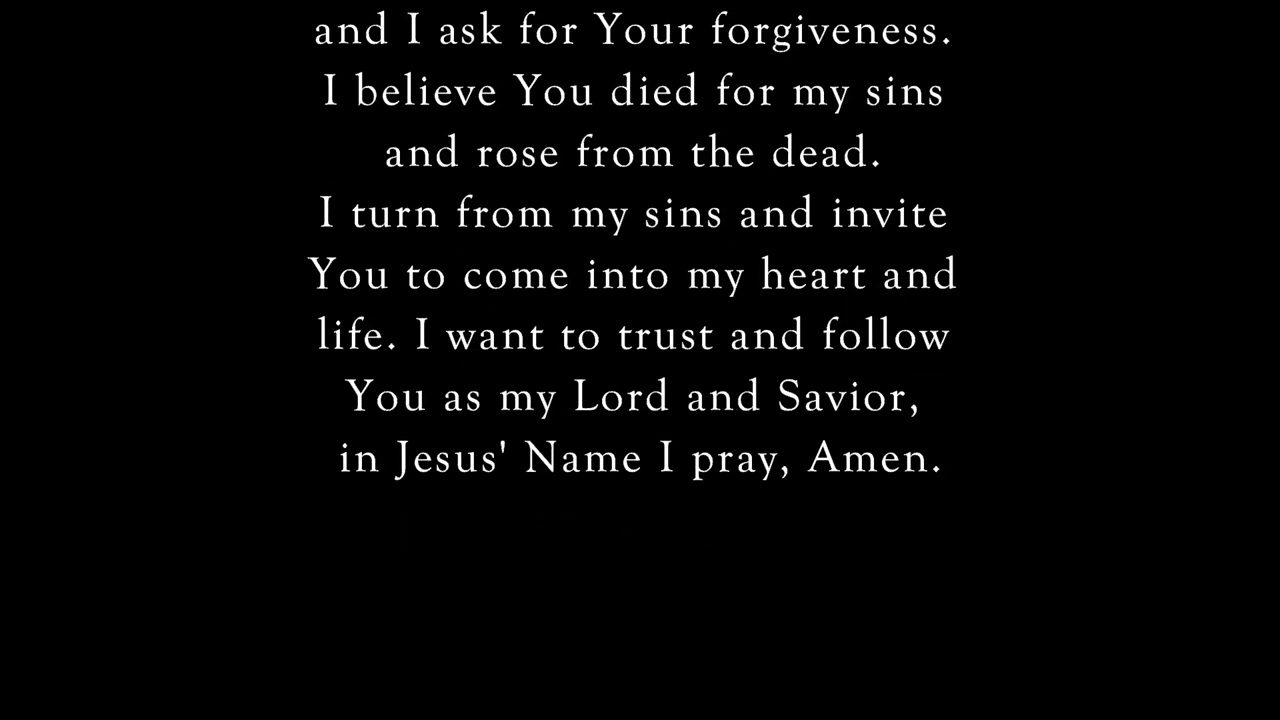 and I ask for Your forgiveness.
I believe You died for my sins
and rose from the dead.
I turn from my sins and invite
You to come into my heart and
life. I want to trust and follow
You as my Lord and Savior,
in Jesus' Name I pray, Amen.